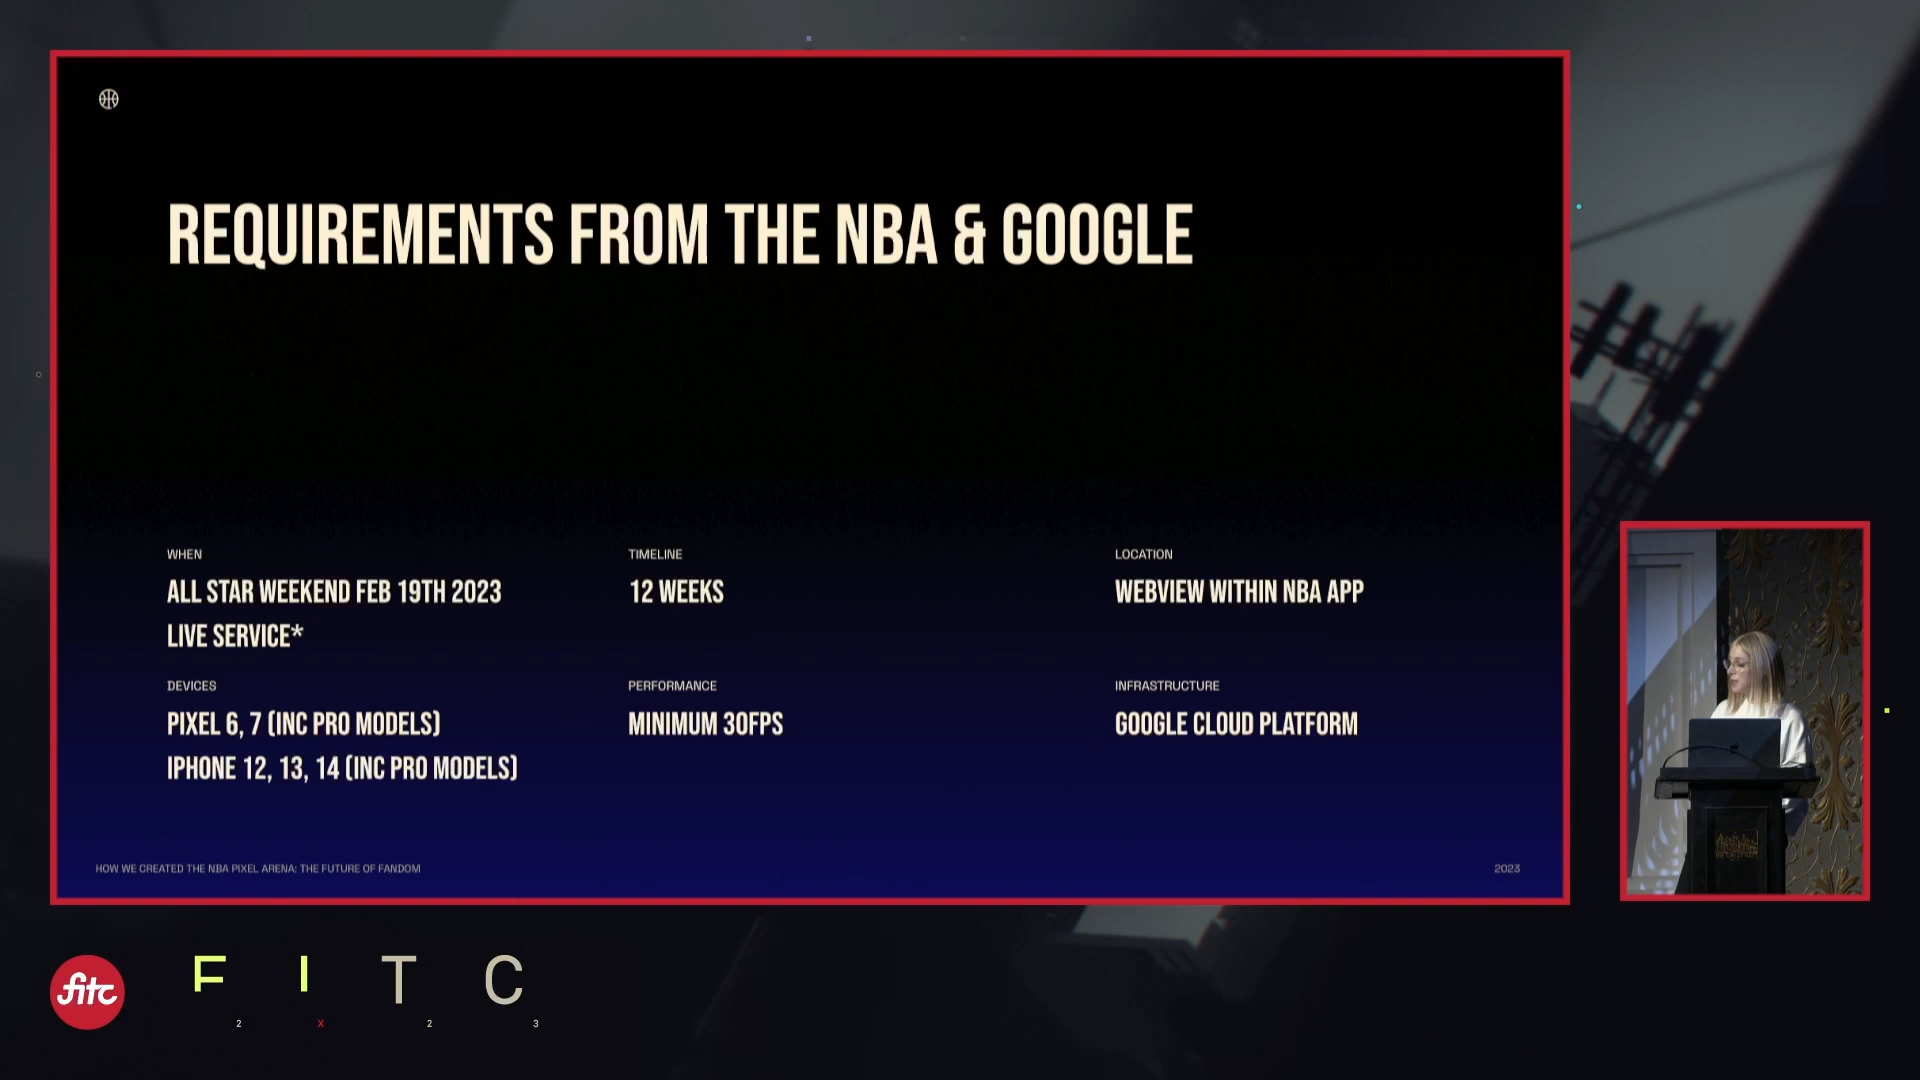 REQUIREMENTS FROM THE NBA & GOOGLE
WHEN
ALL STAR WEEKEND FEB 19TH 2023
LIVE SERVICE*
TIMELINE
12 WEEKS
LOCATION
WEBVIEW WITHIN NBA APP
DEVICES
PIXEL 6, 7 (INC PRO MODELS)
IPHONE 12, 13, 14 (INC PRO MODELS)
PERFORMANCE
MINIMUM 30FPS
INFRASTRUCTURE
GOOGLE CLOUD PLATFORM
HOW WE CREATED THE NBA PIXEL ARENA: THE FUTURE OF FANDOM
2023
fitc
F I T C
2 X 2 3